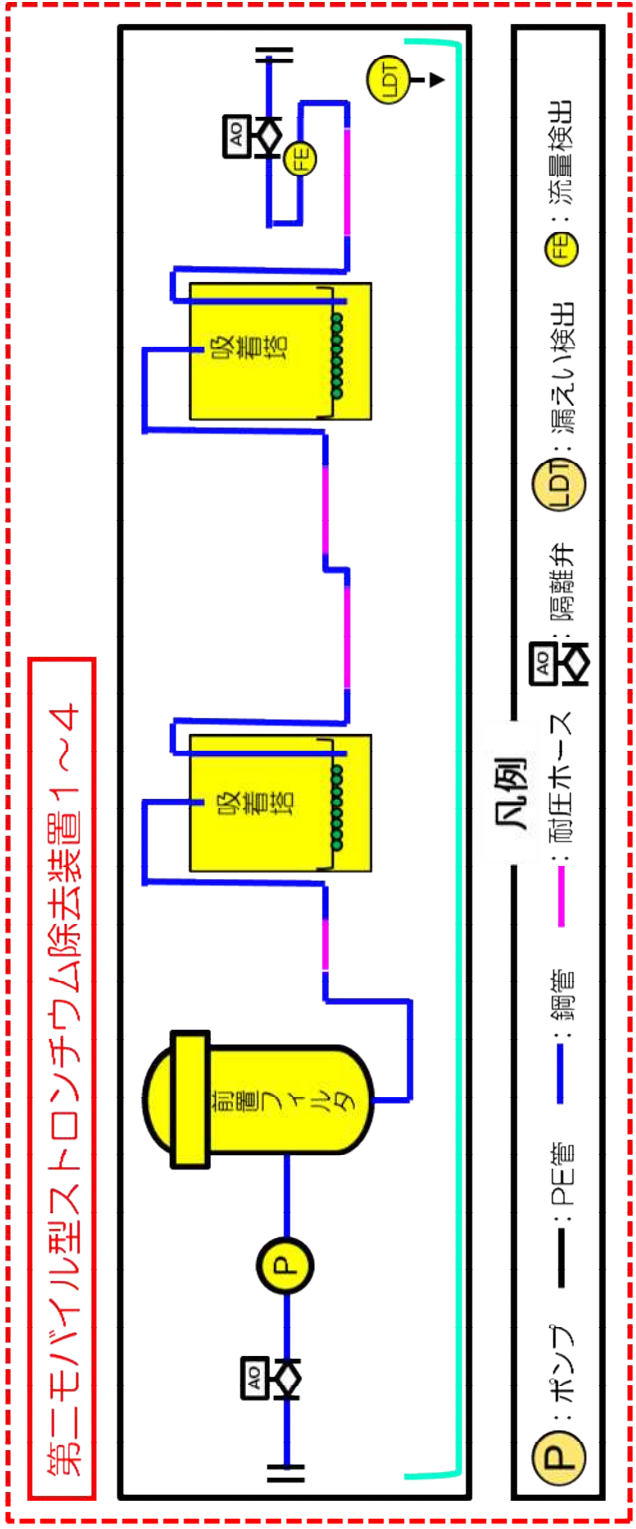 第二モバイル型ストロンチウム除去装置1~4
AO
P
前置フィルタ
吸着塔
吸着塔
AO
FE
LDT
凡例
P:ポンプ
:PE管
:鋼管
:耐圧ホース
AO:隔離弁
LDT:漏えい検出
FE:流量検出